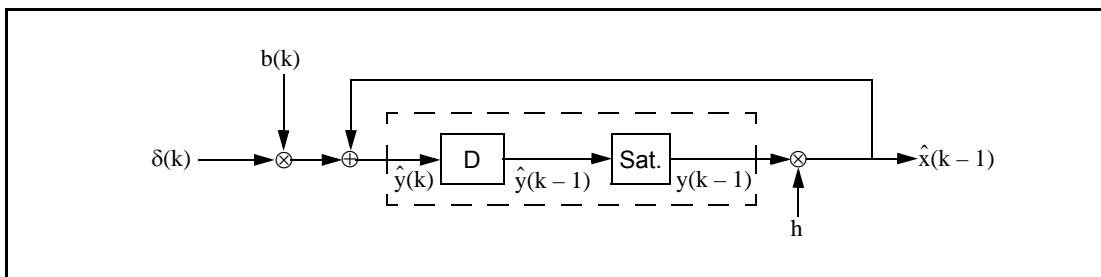 b(k)
δ(k)
D
Sat.
x̂(k – 1)
ŷ(k)
ŷ(k – 1)
y(k – 1)
h